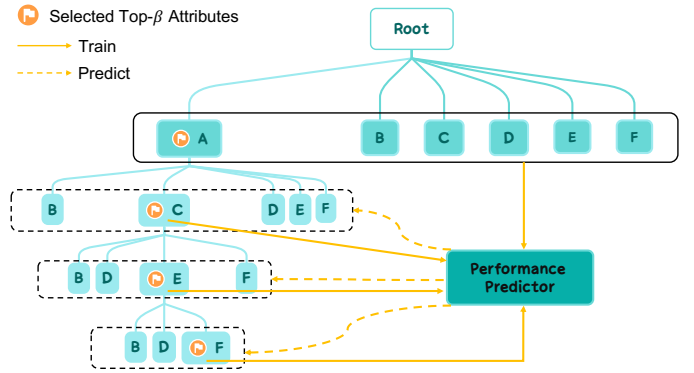 Selected Top-β Attributes
Train
Predict
Root
A B C D E F
B C D E F
B D E F
B D F
Performance
Predictor